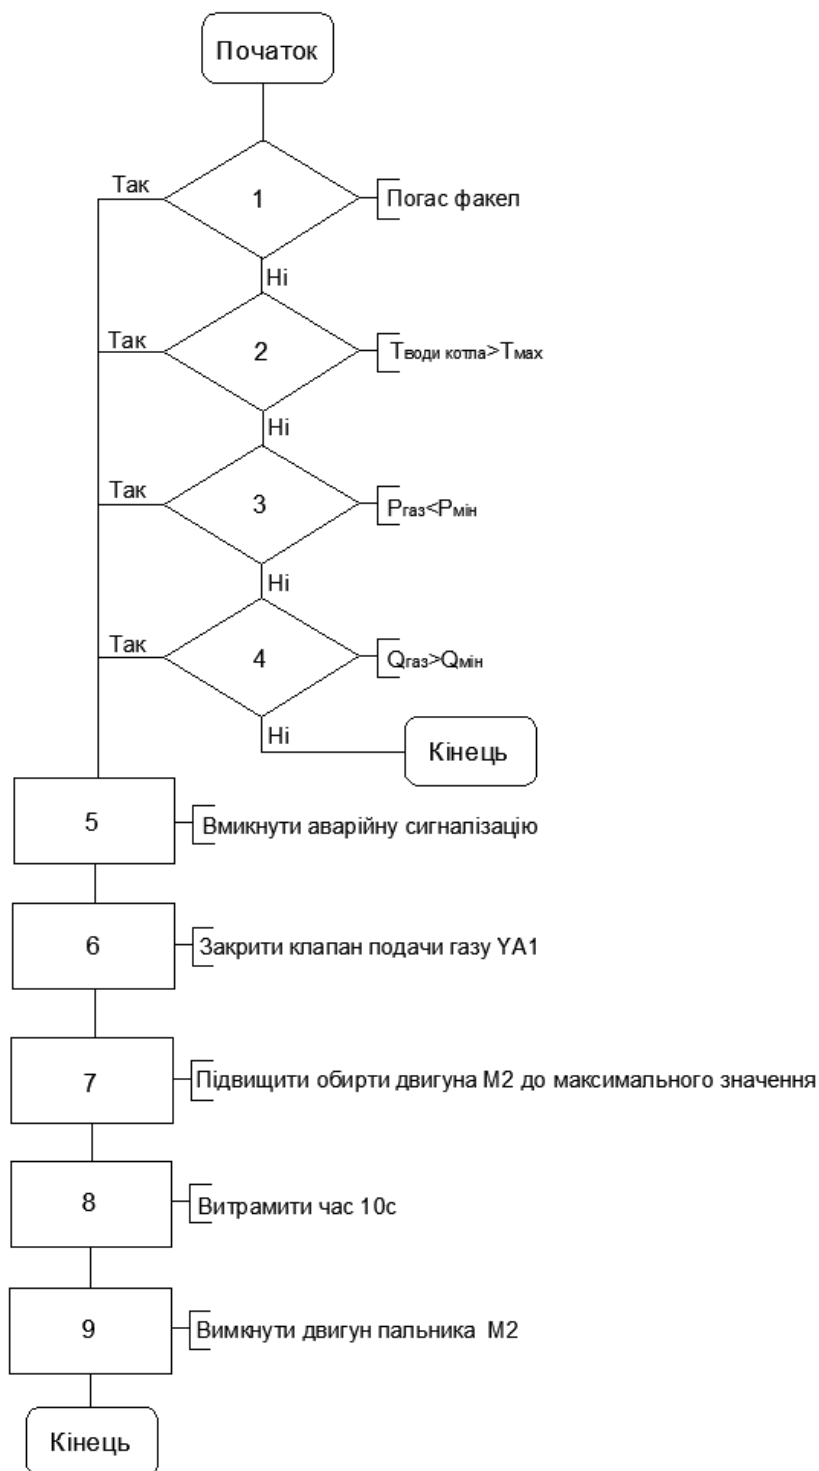 Початок
Так
1
Погас факел
Ні
Так
2
Tводи котла>Tмах
Ні
Так
3
Pгаз<Pмін
Ні
Так
4
Qгаз>Qмін
Ні
Кінець
5
Вмикнути аварійну сигналізацію
6
Закрити клапан подачи газу YA1
7
Підвищити обирти двигуна М2 до максимального значення
8
Витрамити час 10с
9
Вимкнути двигун пальника М2
Кінець